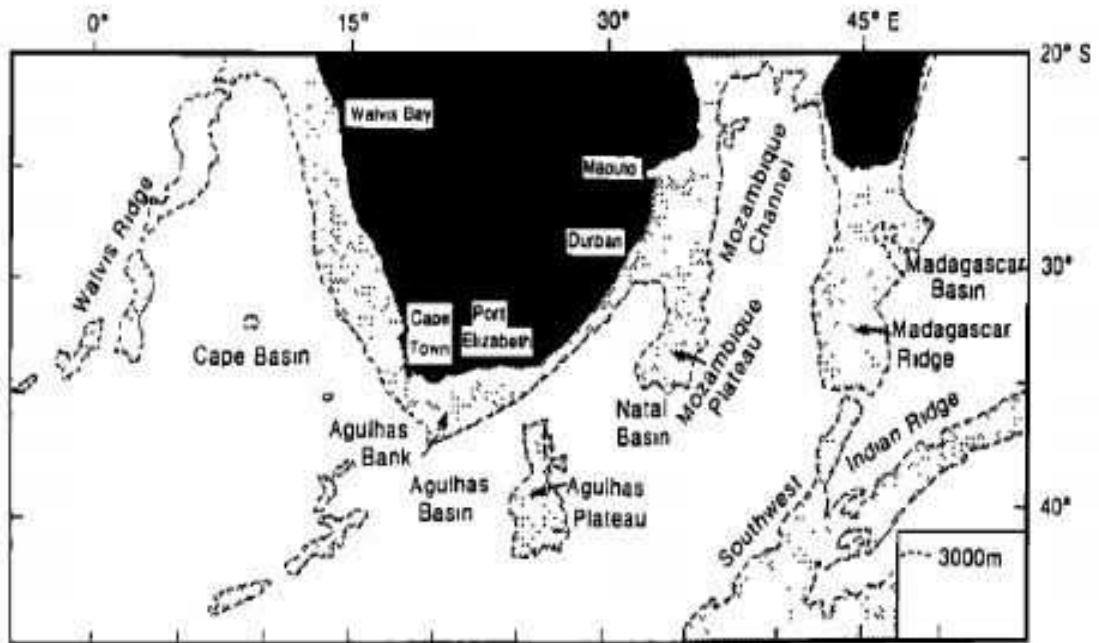 0°
15°
30°
45° E
20° S
Walvis Bay
Maputo
Mozambique
Channel
Walvis Ridge
Durban
Madagascar
Basin
30°
Cape
Town
Port
Elizabeth
Madagascar
Ridge
Cape Basin
Mozambique
Plateau
Natal
Basin
Agulhas
Bank
Indian Ridge
Agulhas
Basin
Agulhas
Plateau
Southwest
40°
3000m